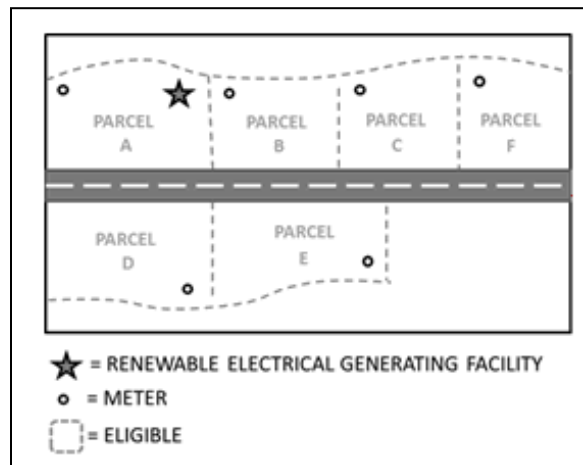 PARCEL
A
PARCEL
B
PARCEL
C
PARCEL
F
PARCEL
D
PARCEL
E
= RENEWABLE ELECTRICAL GENERATING FACILITY
= METER
= ELIGIBLE